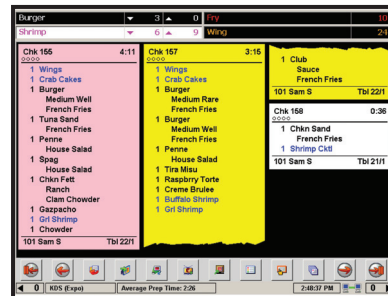 Burger 3 0 Fry 10
Shrimp 6 9 Wing 24
Chk 155 4:11
1 Wings
1 Crab Cakes
1 Burger
Medium Well
French Fries
1 Tuna Sand
French Fries
1 Penne
House Salad
1 Spag
House Salad
1 Chkn Fett
Ranch
Clam Chowder
1 Gazpacho
1 Grl Shrimp
1 Chowder
101 Sam S Tbl 22/1
Chk 157 3:15
1 Wings
1 Crab Cakes
1 Burger
Medium Rare
French Fries
1 Burger
Medium Well
French Fries
1 Penne
House Salad
1 Tira Misu
1 Raspbrry Torte
1 Creme Brulee
1 Buffalo Shrimp
1 Grl Shrimp
1 Club
Sauce
French Fries
101 Sam S Tbl 22/1
Chk 158 0:36
1 Chkn Sand
French Fries
1 Shrimp Cktl
101 Sam S Tbl 21/1
0 KDS (Expo) Average Prep Time: 2:26 2:48:37 PM 0